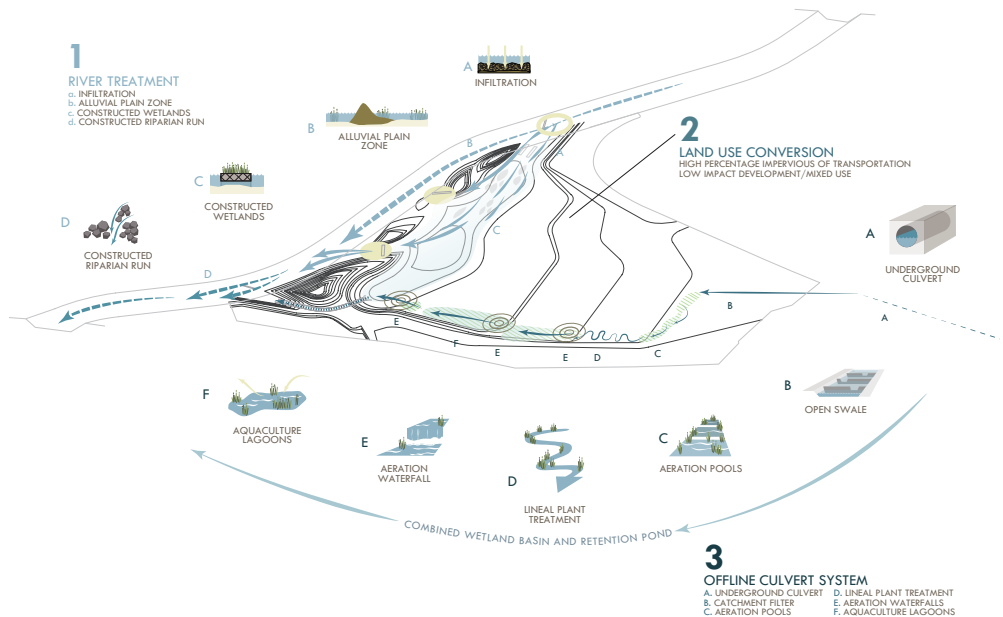 1
RIVER TREATMENT
a. INFILTRATION
b. ALLUVIAL PLAIN ZONE
c. CONSTRUCTED WETLANDS
d. CONSTRUCTED RIPARIAN RUN
A
INFILTRATION
B
ALLUVIAL PLAIN
ZONE
C
CONSTRUCTED
WETLANDS
D
CONSTRUCTED
RIPARIAN RUN
2
LAND USE CONVERSION
HIGH PERCENTAGE IMPERVIOUS OF TRANSPORTATION
LOW IMPACT DEVELOPMENT/MIXED USE
A
UNDERGROUND
CULVERT
B
A
C
D
B
A
E
F
E
E
D
C
B
OPEN SWALE
F
AQUACULTURE
LAGOONS
E
AERATION
WATERFALL
D
LINEAL PLANT
TREATMENT
C
AERATION POOLS
COMBINED WETLAND BASIN AND RETENTION POND
3
OFFLINE CULVERT SYSTEM
A. UNDERGROUND CULVERT
B. CATCHMENT FILTER
C. AERATION POOLS
D. LINEAL PLANT TREATMENT
E. AERATION WATERFALLS
F. AQUACULTURE LAGOONS